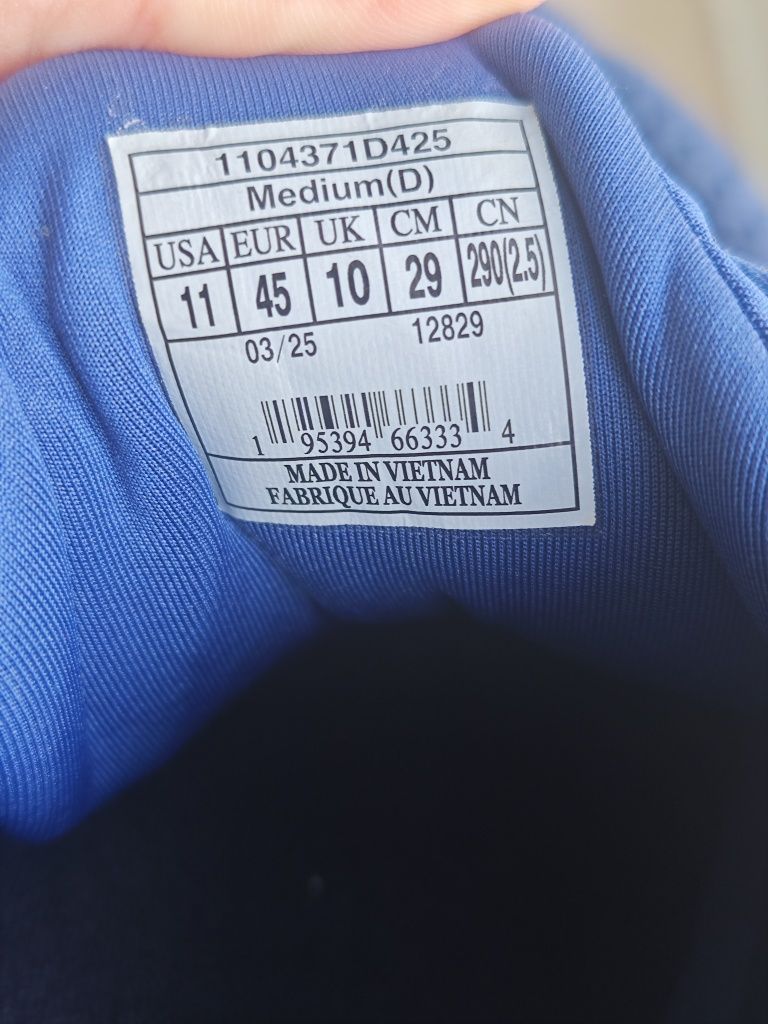 1104371D425
Medium(D)
USA EUR UK CM CN
11 45 10 29 290(2.5)
03/25 12829
1 95394 66333 4
MADE IN VIETNAM
FABRIQUE AU VIETNAM